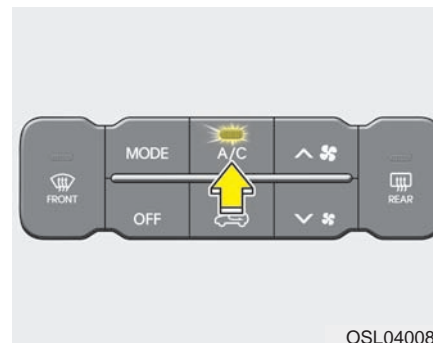 MODE
A/C
FRONT
REAR
OFF
OSL04008